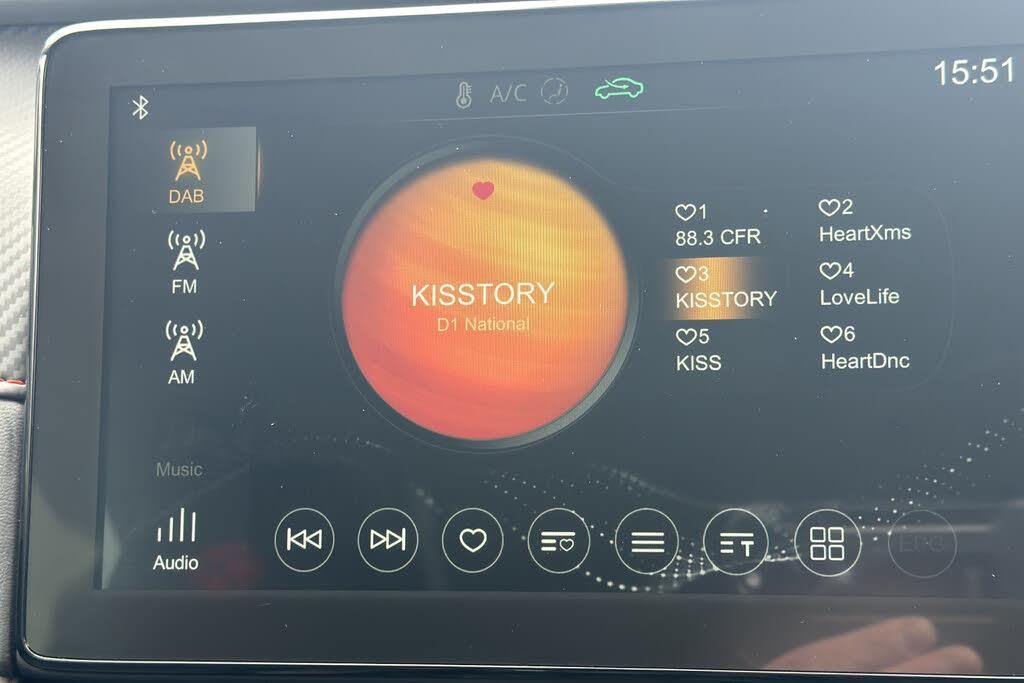 A/C
15:51
DAB
FM
AM
Music
Audio
KISSTORY
D1 National
1
88.3 CFR
2
HeartXms
3
KISSTORY
4
LoveLife
5
KISS
6
HeartDnc
T
EPG